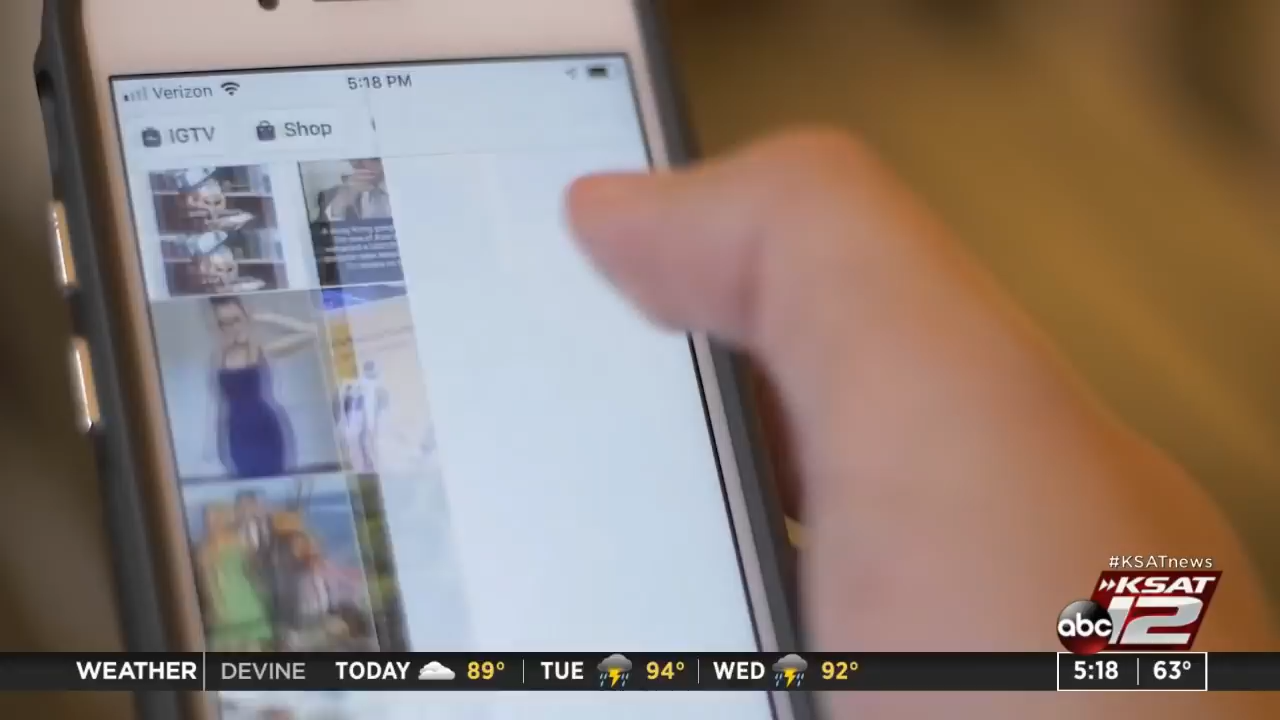 Verizon 5:18 PM
IGTV Shop
#KSATnews
KSAT
abc 12
WEATHER DEVINE TODAY 89° TUE 94° WED 92° 5:18 63°